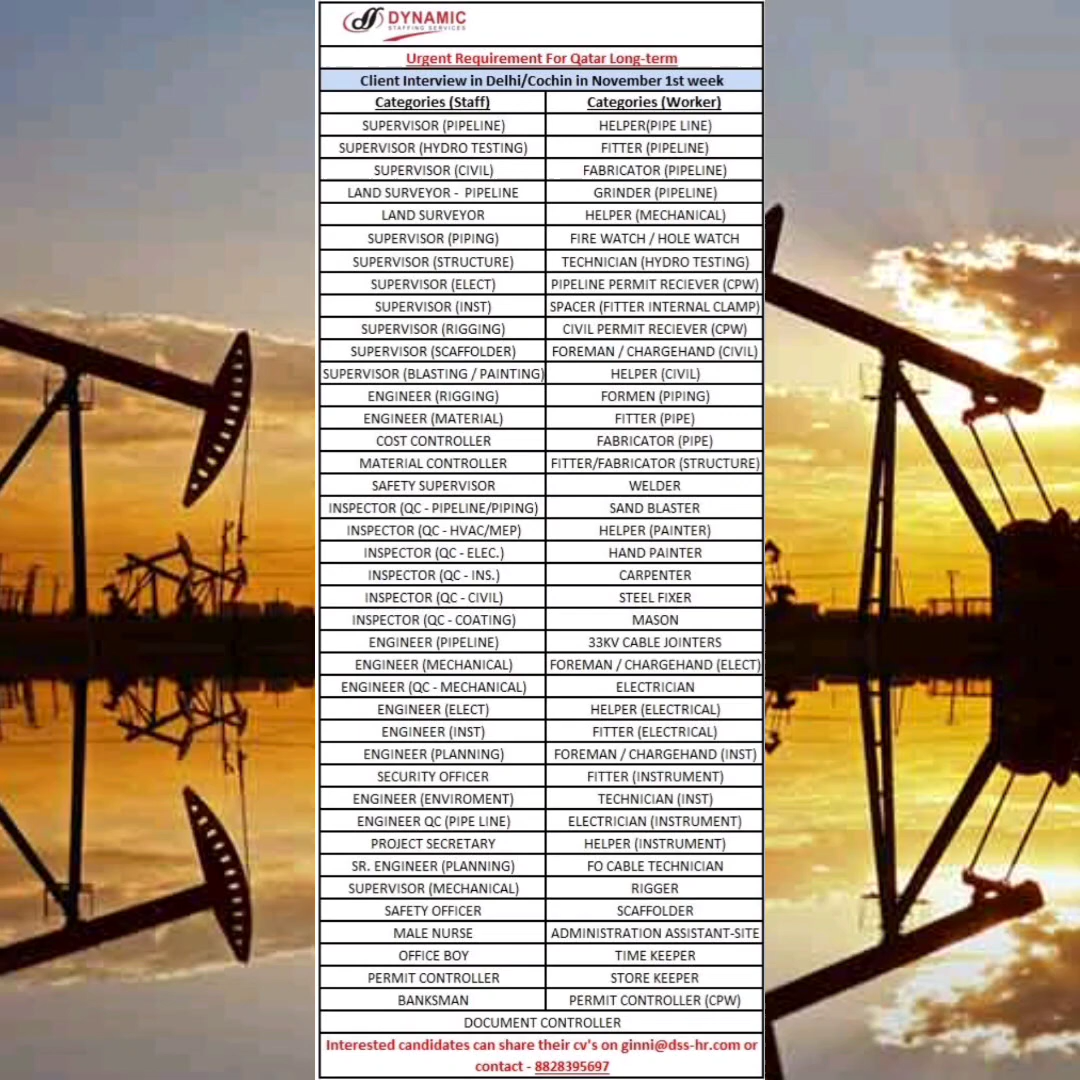 DYNAMIC
STAFFING SERVICES
Urgent Requirement For Qatar Long-term
Client Interview in Delhi/Cochin in November 1st week
Categories (Staff) Categories (Worker)
SUPERVISOR (PIPELINE) HELPER(PIPE LINE)
SUPERVISOR (HYDRO TESTING) FITTER (PIPELINE)
SUPERVISOR (CIVIL) FABRICATOR (PIPELINE)
LAND SURVEYOR - PIPELINE GRINDER (PIPELINE)
LAND SURVEYOR HELPER (MECHANICAL)
SUPERVISOR (PIPING) FIRE WATCH / HOLE WATCH
SUPERVISOR (STRUCTURE) TECHNICIAN (HYDRO TESTING)
SUPERVISOR (ELECT) PIPELINE PERMIT RECIEVER (CPW)
SUPERVISOR (INST) SPACER (FITTER INTERNAL CLAMP)
SUPERVISOR (RIGGING) CIVIL PERMIT RECIEVER (CPW)
SUPERVISOR (SCAFFOLDER) FOREMAN / CHARGEHAND (CIVIL)
SUPERVISOR (BLASTING / PAINTING) HELPER (CIVIL)
ENGINEER (RIGGING) FORMEN (PIPING)
ENGINEER (MATERIAL) FITTER (PIPE)
COST CONTROLLER FABRICATOR (PIPE)
MATERIAL CONTROLLER FITTER/FABRICATOR (STRUCTURE)
SAFETY SUPERVISOR WELDER
INSPECTOR (QC - PIPELINE/PIPING) SAND BLASTER
INSPECTOR (QC - HVAC/MEP) HELPER (PAINTER)
INSPECTOR (QC - ELEC.) HAND PAINTER
INSPECTOR (QC - INS.) CARPENTER
INSPECTOR (QC - CIVIL) STEEL FIXER
INSPECTOR (QC - COATING) MASON
ENGINEER (PIPELINE) 33KV CABLE JOINTERS
ENGINEER (MECHANICAL) FOREMAN / CHARGEHAND (ELECT)
ENGINEER (QC - MECHANICAL) ELECTRICIAN
ENGINEER (ELECT) HELPER (ELECTRICAL)
ENGINEER (INST) FITTER (ELECTRICAL)
ENGINEER (PLANNING) FOREMAN / CHARGEHAND (INST)
SECURITY OFFICER FITTER (INSTRUMENT)
ENGINEER (ENVIROMENT) TECHNICIAN (INST)
ENGINEER QC (PIPE LINE) ELECTRICIAN (INSTRUMENT)
PROJECT SECRETARY HELPER (INSTRUMENT)
SR. ENGINEER (PLANNING) FO CABLE TECHNICIAN
SUPERVISOR (MECHANICAL) RIGGER
SAFETY OFFICER SCAFFOLDER
MALE NURSE ADMINISTRATION ASSISTANT-SITE
OFFICE BOY TIME KEEPER
PERMIT CONTROLLER STORE KEEPER
BANKSMAN PERMIT CONTROLLER (CPW)
DOCUMENT CONTROLLER
Interested candidates can share their cv's on ginni@dss-hr.com or
contact - 8828395697